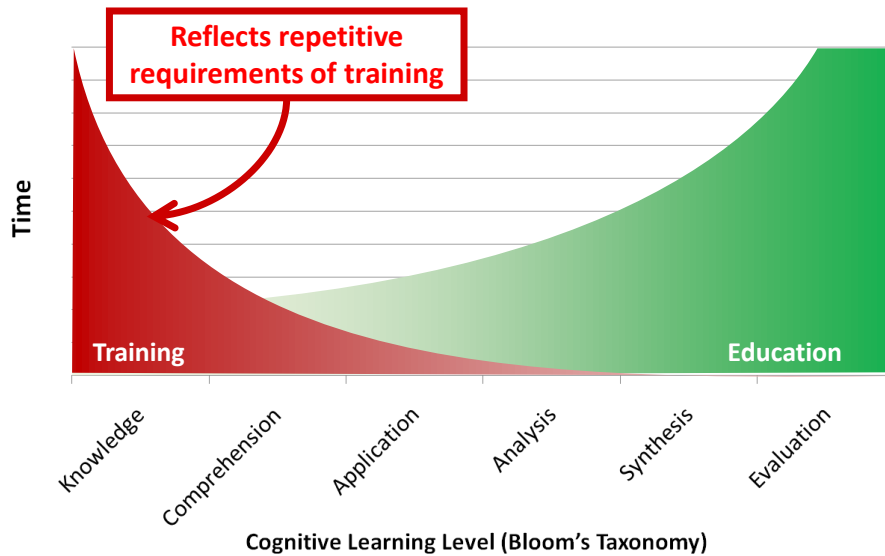 Reflects repetitive
requirements of training
Time
Training
Education
Knowledge
Comprehension
Application
Analysis
Synthesis
Evaluation
Cognitive Learning Level (Bloom’s Taxonomy)